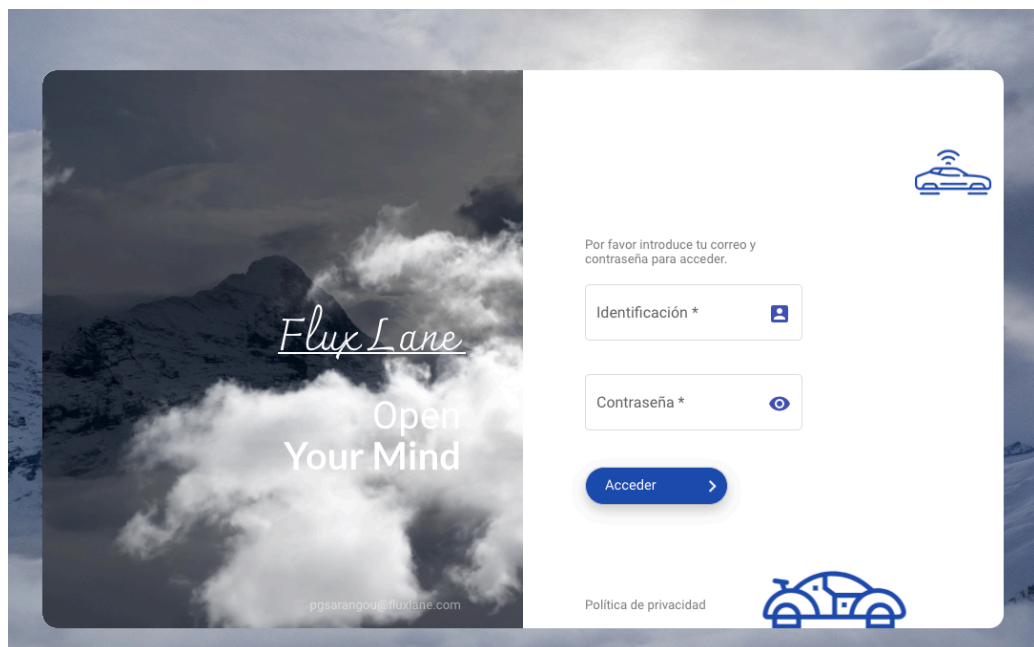 Flux Lane
Open
Your Mind
pgsarangou@fluxlane.com
Por favor introduce tu correo y
contraseña para acceder.
Identificación *
Contraseña *
Acceder
Política de privacidad